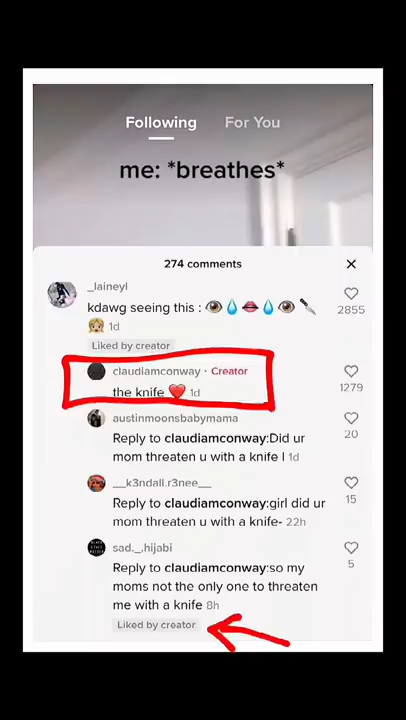 Following For You
me: *breathes*
274 comments
_laineyl
kdawg seeing this : 👁💧👄💧👁 🔪
👧 1d
2855
Liked by creator
claudiamconway · Creator
the knife ❤️ 1d
1279
austinmoonsbabymama
Reply to claudiamconway:Did ur
mom threaten u with a knife l 1d
20
__k3ndall.r3nee__
Reply to claudiamconway:girl did ur
mom threaten u with a knife- 22h
15
sad._.hijabi
Reply to claudiamconway:so my
moms not the only one to threaten
me with a knife 8h
5
Liked by creator